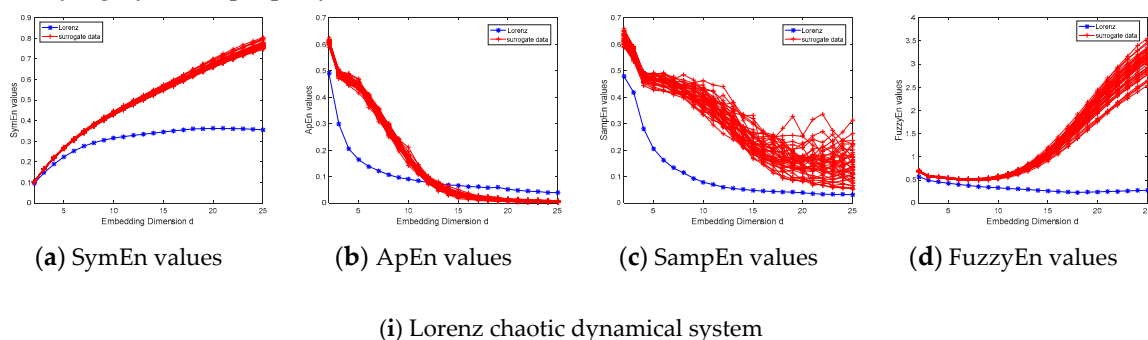 Lorenz
surrogate data
SymEn values
0.9
0.8
0.7
0.6
0.5
0.4
0.3
0.2
0.1
0
5
10
15
20
25
Embedding Dimension d
Lorenz
surrogate data
ApEn values
0.7
0.6
0.5
0.4
0.3
0.2
0.1
0
5
10
15
20
25
Embedding Dimension d
Lorenz
surrogate data
SampEn values
0.7
0.6
0.5
0.4
0.3
0.2
0.1
0
5
10
15
20
25
Embedding Dimension d
Lorenz
surrogate data
FuzzyEn values
4
3.5
3
2.5
2
1.5
1
0.5
0
5
10
15
20
25
Embedding Dimension d
(a) SymEn values
(b) ApEn values
(c) SampEn values
(d) FuzzyEn values
(i) Lorenz chaotic dynamical system